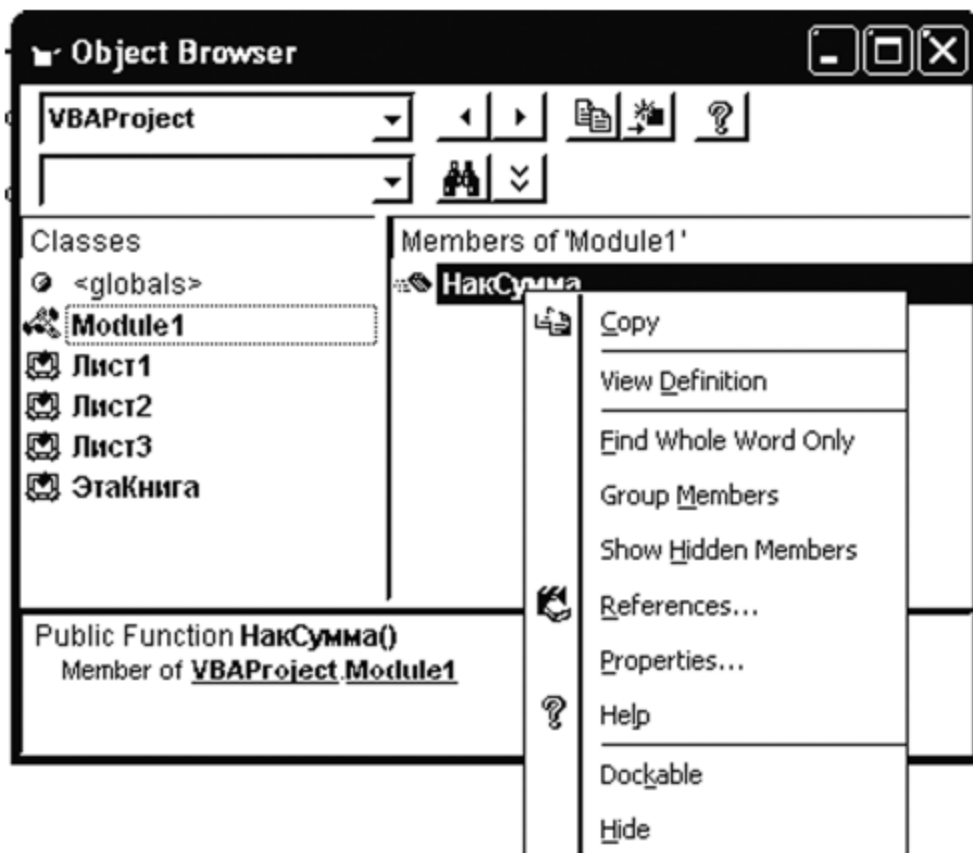 Object Browser
VBAProject
Classes
Members of 'Module1'
<globals>
НакСумма
Module1
Лист1
Лист2
Лист3
ЭтаКнига
Copy
View Definition
Find Whole Word Only
Group Members
Show Hidden Members
References...
Properties...
Help
Dockable
Hide
Public Function НакСумма()
Member of VBAProject.Module1